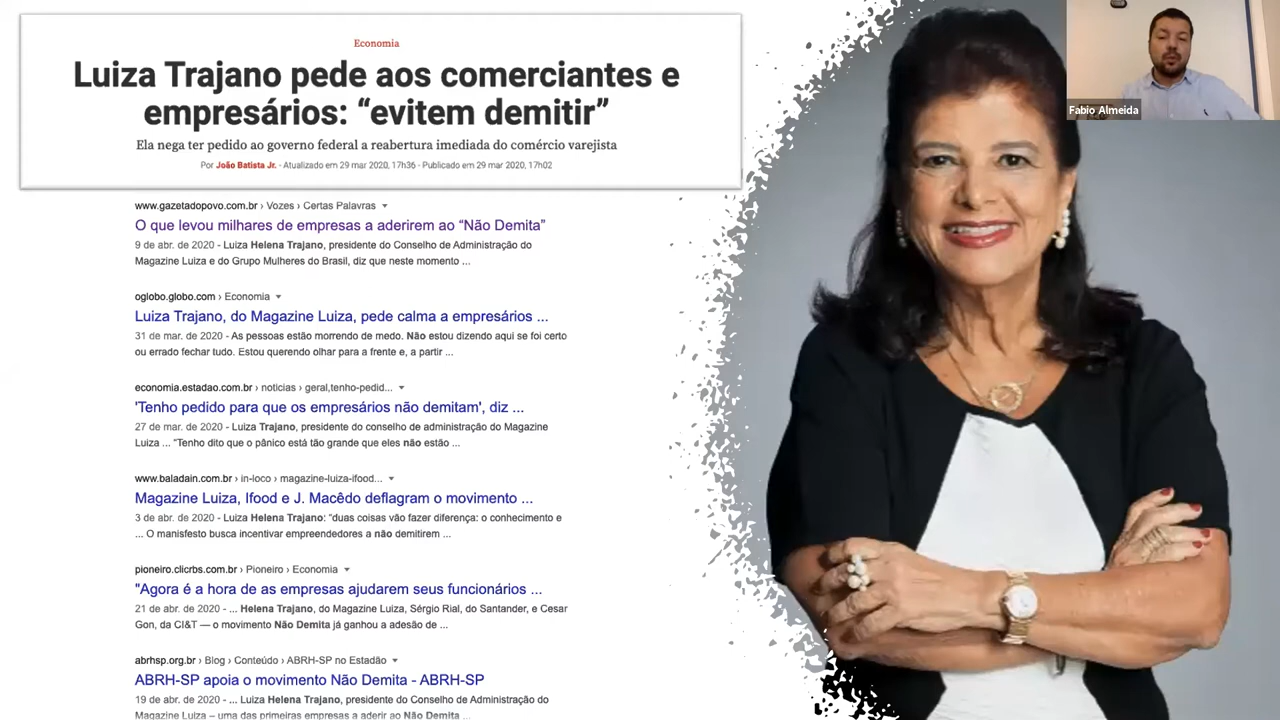 Economia
Luiza Trajano pede aos comerciantes e
empresários: “evitem demitir”
Ela nega ter pedido ao governo federal a reabertura imediata do comércio varejista
Por João Batista Jr. - Atualizado em 29 mar 2020, 17h36 - Publicado em 29 mar 2020, 17h02
www.gazetadopovo.com.br › Vozes › Certas Palavras
O que levou milhares de empresas a aderirem ao “Não Demita”
9 de abr. de 2020 - Luiza Helena Trajano, presidente do Conselho de Administração do
Magazine Luiza e do Grupo Mulheres do Brasil, diz que neste momento ...
oglobo.globo.com › Economia
Luiza Trajano, do Magazine Luiza, pede calma a empresários ...
31 de mar. de 2020 - As pessoas estão morrendo de medo. Não estou dizendo aqui se foi certo
ou errado fechar tudo. Estou querendo olhar para a frente e, a partir ...
economia.estadao.com.br › noticias › geral,tenho-pedid...
'Tenho pedido para que os empresários não demitam', diz ...
27 de mar. de 2020 - Luiza Trajano, presidente do conselho de administração do Magazine
Luiza ... “Tenho dito que o pânico está tão grande que eles não estão ...
www.baladain.com.br › in-loco › magazine-luiza-ifood...
Magazine Luiza, Ifood e J. Macêdo deflagram o movimento ...
3 de abr. de 2020 - Luiza Helena Trajano: “duas coisas vão fazer diferença: o conhecimento e
... O manisfesto busca incentivar empreendedores a não demitirem ...
pioneiro.clicrbs.com.br › Pioneiro › Economia
"Agora é a hora de as empresas ajudarem seus funcionários ...
21 de abr. de 2020 - ... Helena Trajano, do Magazine Luiza, Sérgio Rial, do Santander, e Cesar
Gon, da CI&T — o movimento Não Demita já ganhou a adesão de ...
abrhsp.org.br › Blog › Conteúdo › ABRH-SP no Estadão
ABRH-SP apoia o movimento Não Demita - ABRH-SP
19 de abr. de 2020 - ... Luiza Helena Trajano, presidente do Conselho de Administração do
Magazine Luiza – uma das primeiras empresas a aderir ao Não Demita ...
Fabio Almeida